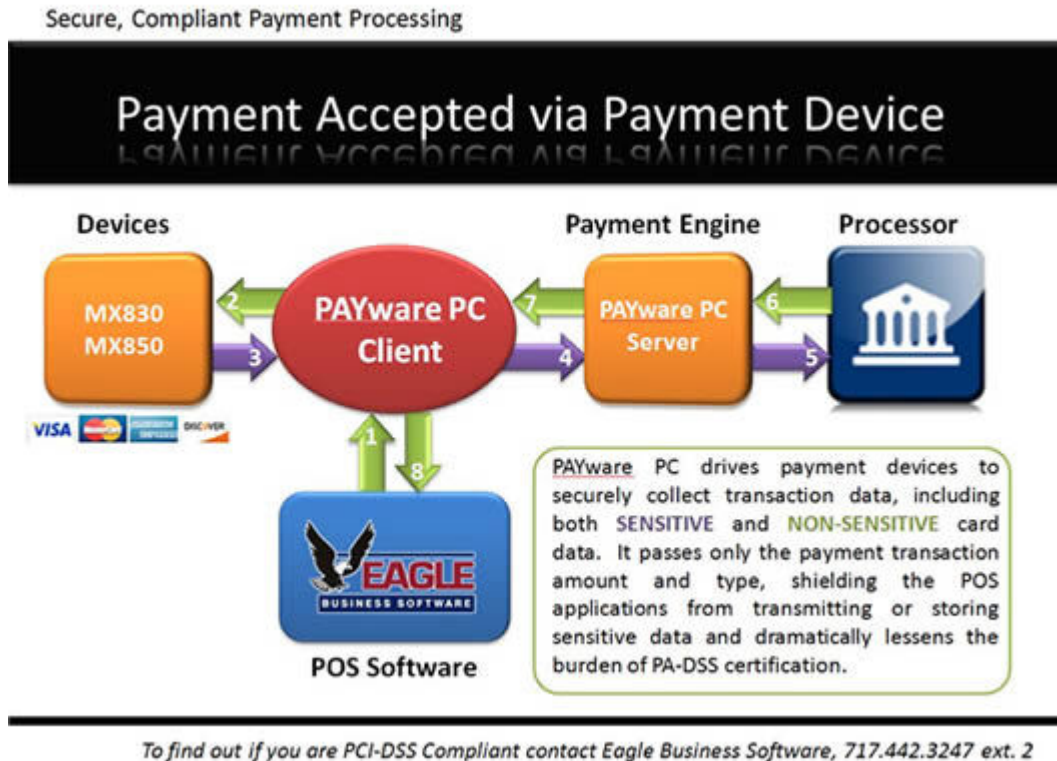 Secure, Compliant Payment Processing
Payment Accepted via Payment Device
Devices
Payment Engine
Processor
MX830
MX850
2
3
PAYware PC
Client
7
4
PAYware PC
Server
6
5
VISA
MasterCard
AMERICAN EXPRESS
DISCOVER
1
8
EAGLE
BUSINESS SOFTWARE
POS Software
PAYware PC drives payment devices to
securely collect transaction data, including
both SENSITIVE and NON-SENSITIVE card
data. It passes only the payment transaction
amount and type, shielding the POS
applications from transmitting or storing
sensitive data and dramatically lessens the
burden of PA-DSS certification.
To find out if you are PCI-DSS Compliant contact Eagle Business Software, 717.442.3247 ext. 2